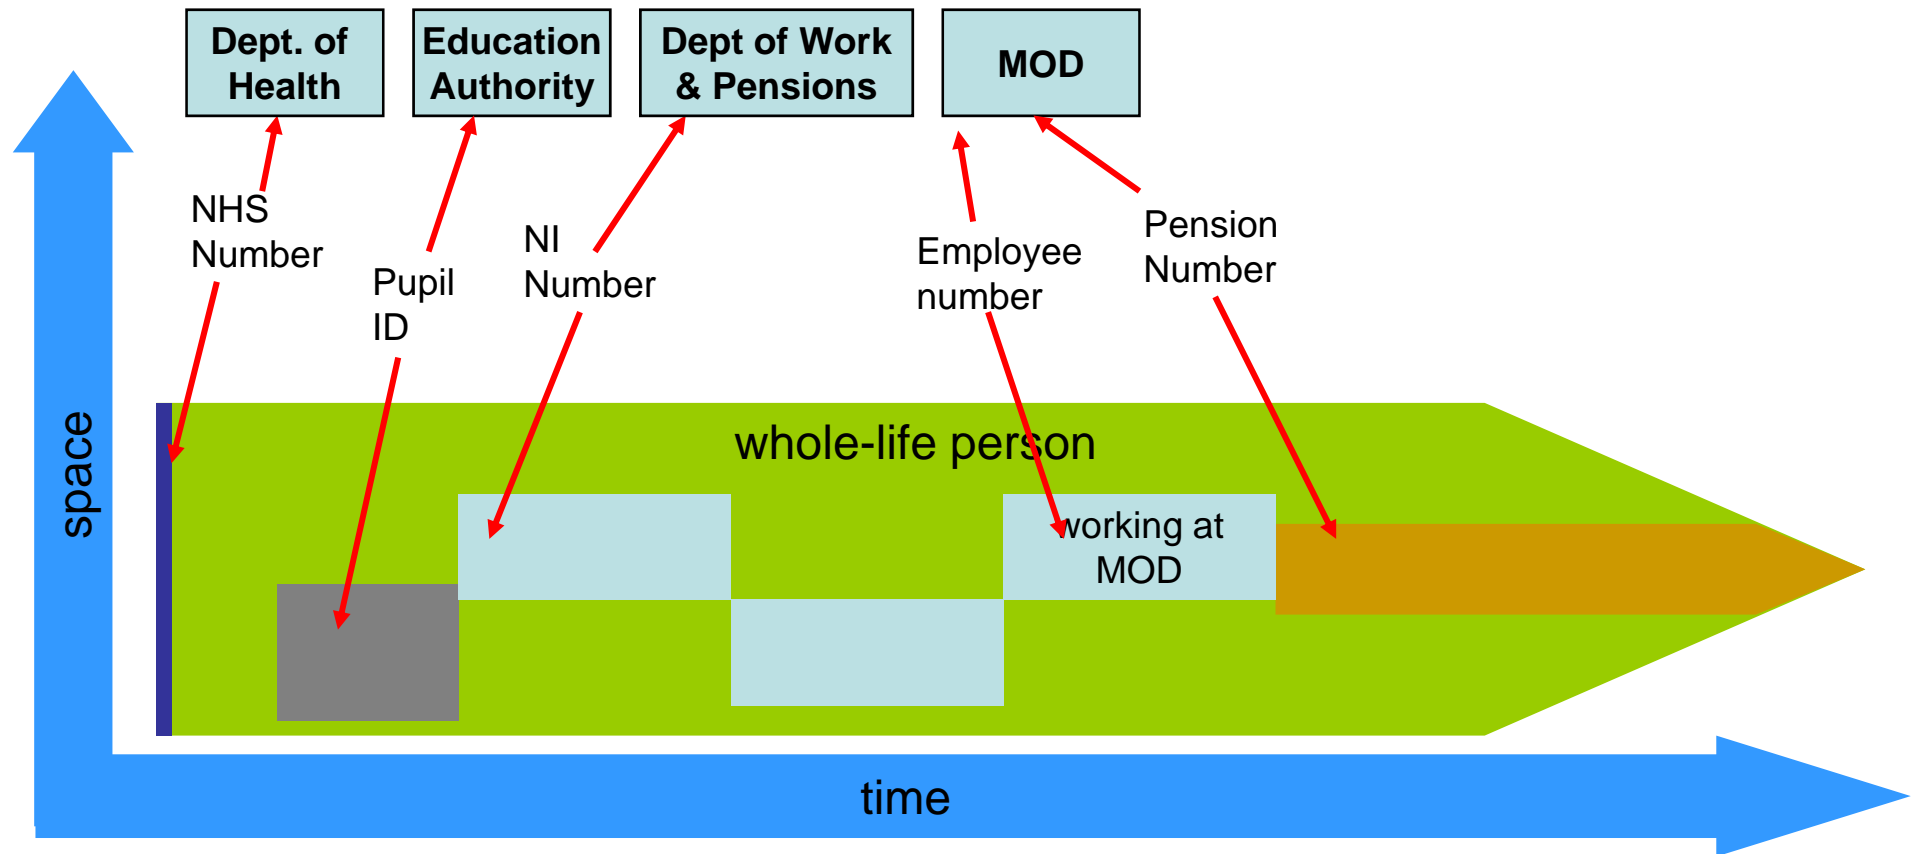 Dept. of
Health
Education
Authority
Dept of Work
& Pensions
MOD
NHS
Number
Pupil
ID
NI
Number
Employee
number
Pension
Number
space
whole-life person
working at
MOD
time